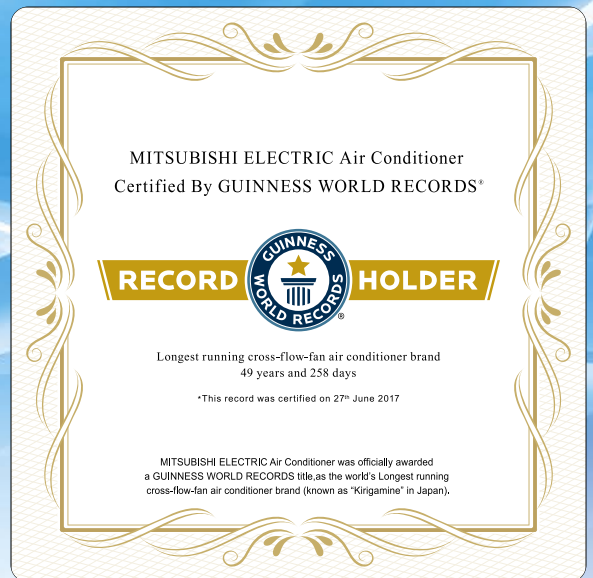 MITSUBISHI ELECTRIC Air Conditioner
Certified By GUINNESS WORLD RECORDS®
RECORD
GUINNESS
WORLD RECORDS
®
HOLDER
Longest running cross-flow-fan air conditioner brand
49 years and 258 days
*This record was certified on 27th June 2017
MITSUBISHI ELECTRIC Air Conditioner was officially awarded
a GUINNESS WORLD RECORDS title,as the world's Longest running
cross-flow-fan air conditioner brand (known as “Kirigamine” in Japan).